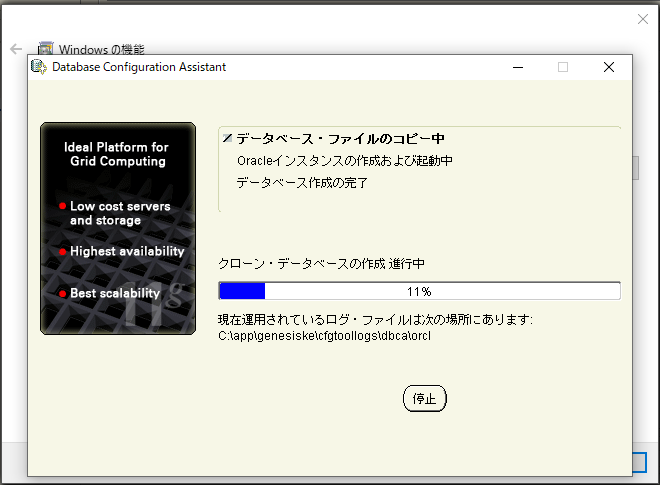 Windows の機能
Database Configuration Assistant
Ideal Platform for
Grid Computing
Low cost servers
and storage
Highest availability
Best scalability
11g
データベース・ファイルのコピー中
Oracleインスタンスの作成および起動中
データベース作成の完了
クローン・データベースの作成 進行中
11%
現在運用されているログ・ファイルは次の場所にあります:
C:\app\genesiske\cfgtoollogs\dbca\orcl
停止